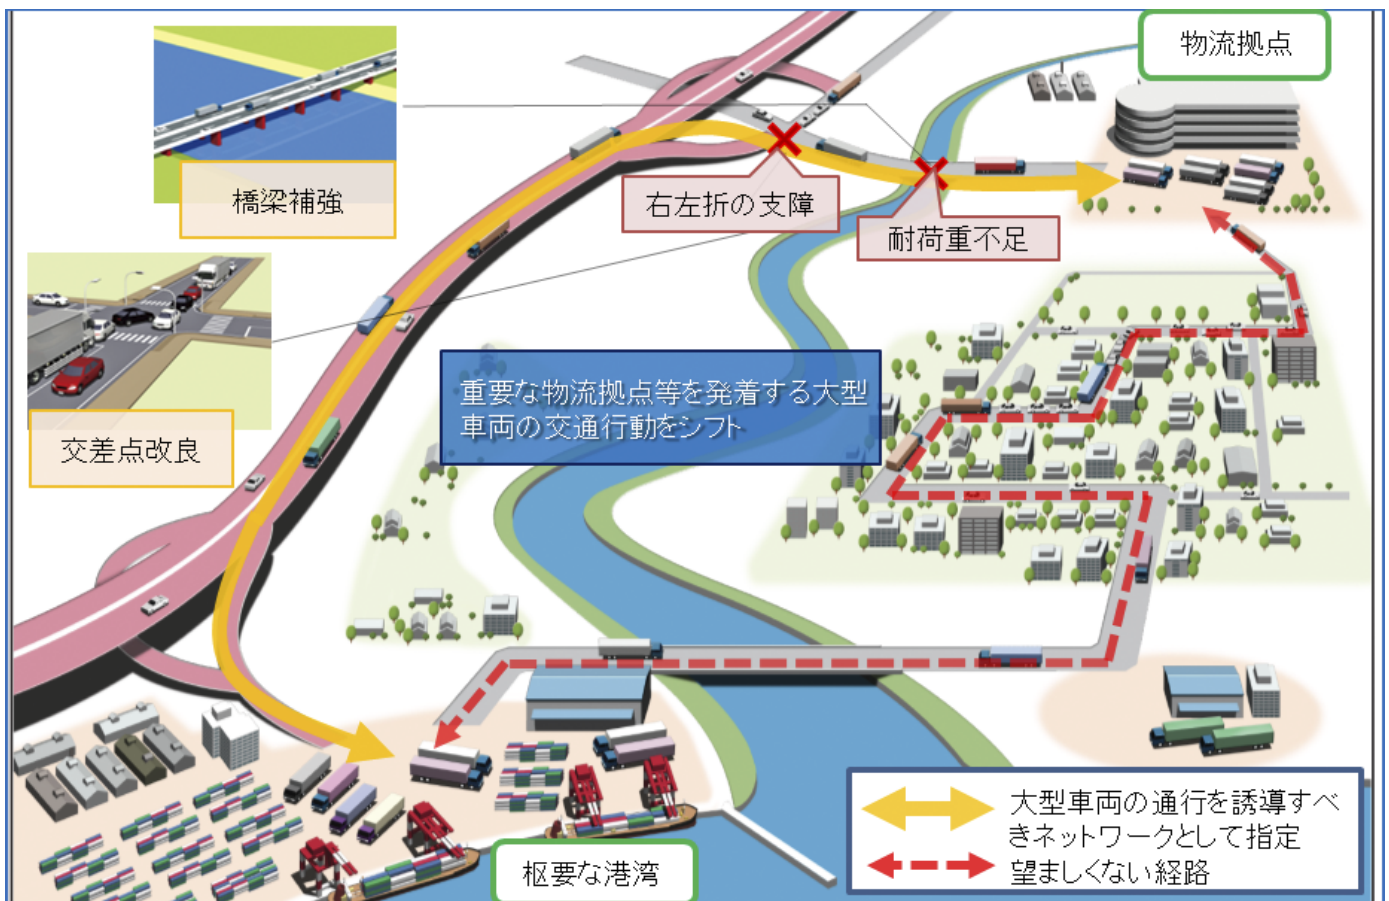 物流拠点
橋梁補強
右左折の支障
耐荷重不足
重要な物流拠点等を発着する大型
車両の交通行動をシフト
交差点改良
大型車両の通行を誘導すべ
きネットワークとして指定
望ましくない経路
枢要な港湾